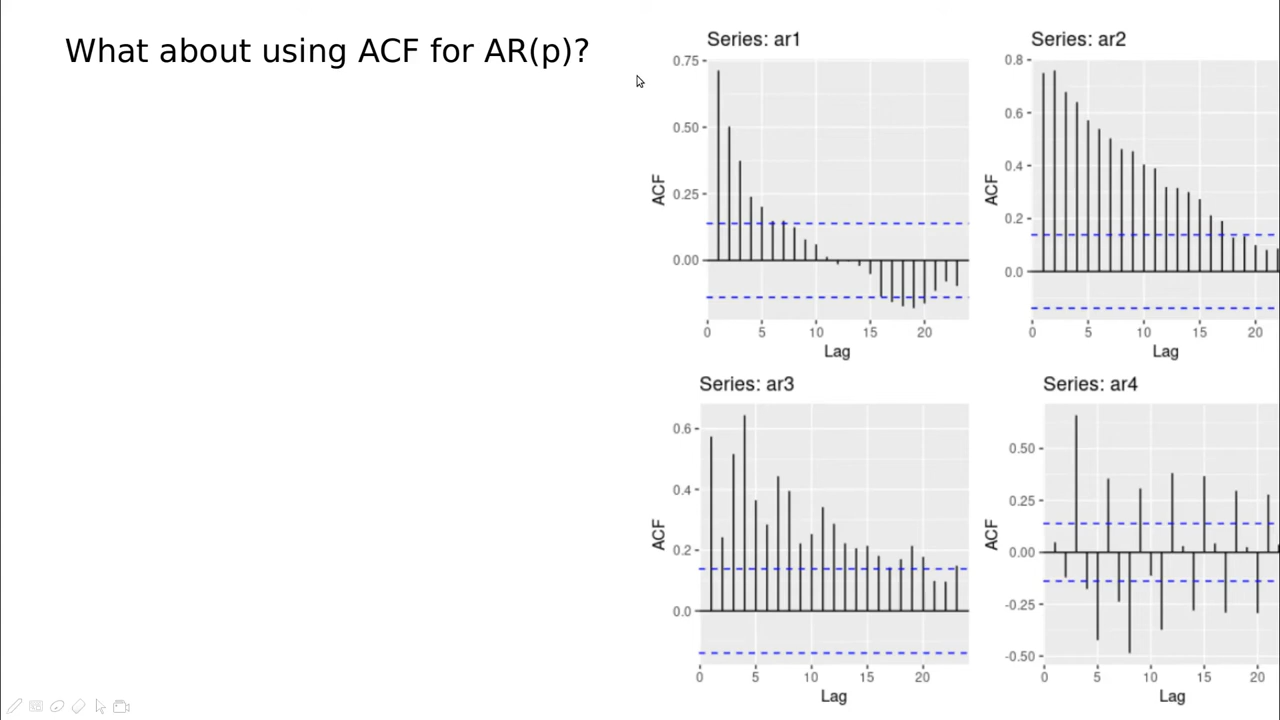 What about using ACF for AR(p)?
Series: ar1
0.75
0.50
0.25
0.00
ACF
0 5 10 15 20
Lag
Series: ar2
0.8
0.6
0.4
0.2
0.0
ACF
0 5 10 15 20
Lag
Series: ar3
0.6
0.4
0.2
0.0
ACF
0 5 10 15 20
Lag
Series: ar4
0.50
0.25
0.00
-0.25
-0.50
ACF
0 5 10 15 20
Lag